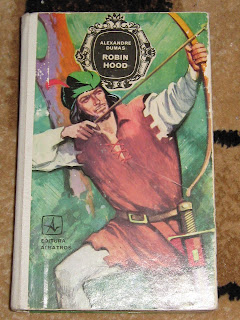 ALEXANDRE
DUMAS
ROBIN
HOOD
EDITURA
ALBATROS